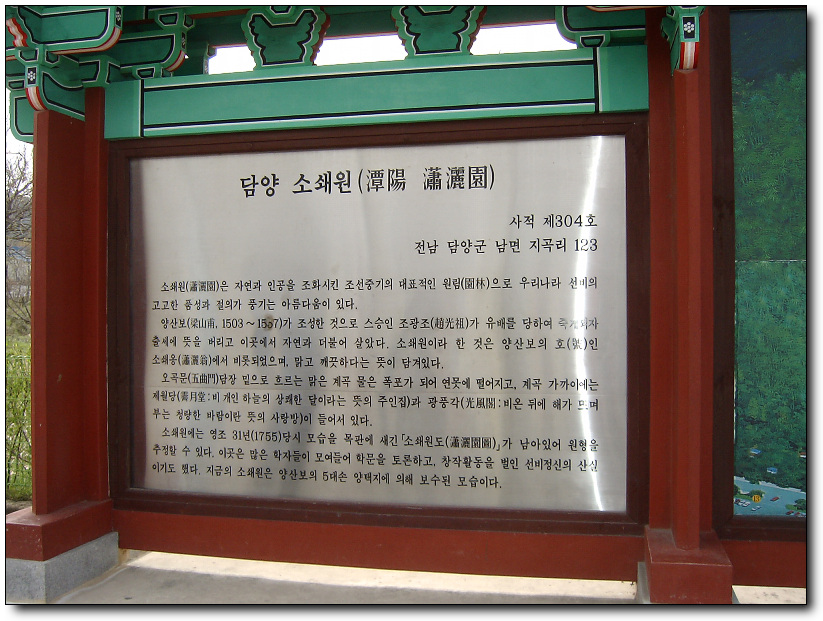 담양 소쇄원(潭陽 瀟灑園)
사적 제304호
전남 담양군 남면 지곡리 123
소쇄원(瀟灑園)은 자연과 인공을 조화시킨 조선중기의 대표적인 원림(園林)으로 우리나라 선비의
고고한 품성과 절의가 풍기는 아름다움이 있다.
양산보(梁山甫, 1503～1557)가 조성한 것으로 스승인 조광조(趙光祖)가 유배를 당하여 죽게되자
출세에 뜻을 버리고 이곳에서 자연과 더불어 살았다. 소쇄원이라 한 것은 양산보의 호(號)인
소쇄옹(瀟灑翁)에서 비롯되었으며, 맑고 깨끗하다는 뜻이 담겨있다.
오곡문(五曲門)담장 밑으로 흐르는 맑은 계곡 물은 폭포가 되어 연못에 떨어지고, 계곡 가까이에는
제월당(霽月堂:비 개인 하늘의 상쾌한 달이라는 뜻의 주인집)과 광풍각(光風閣:비온 뒤에 해가 뜨며
부는 청량한 바람이란 뜻의 사랑방)이 들어서 있다.
소쇄원에는 영조 31년(1755)당시 모습을 목판에 새긴「소쇄원도(瀟灑園圖)」가 남아있어 원형을
추정할 수 있다. 이곳은 많은 학자들이 모여들어 학문을 토론하고, 창작활동을 벌인 선비정신의 산실
이기도 했다. 지금의 소쇄원은 양산보의 5대손 양택지에 의해 보수된 모습이다.